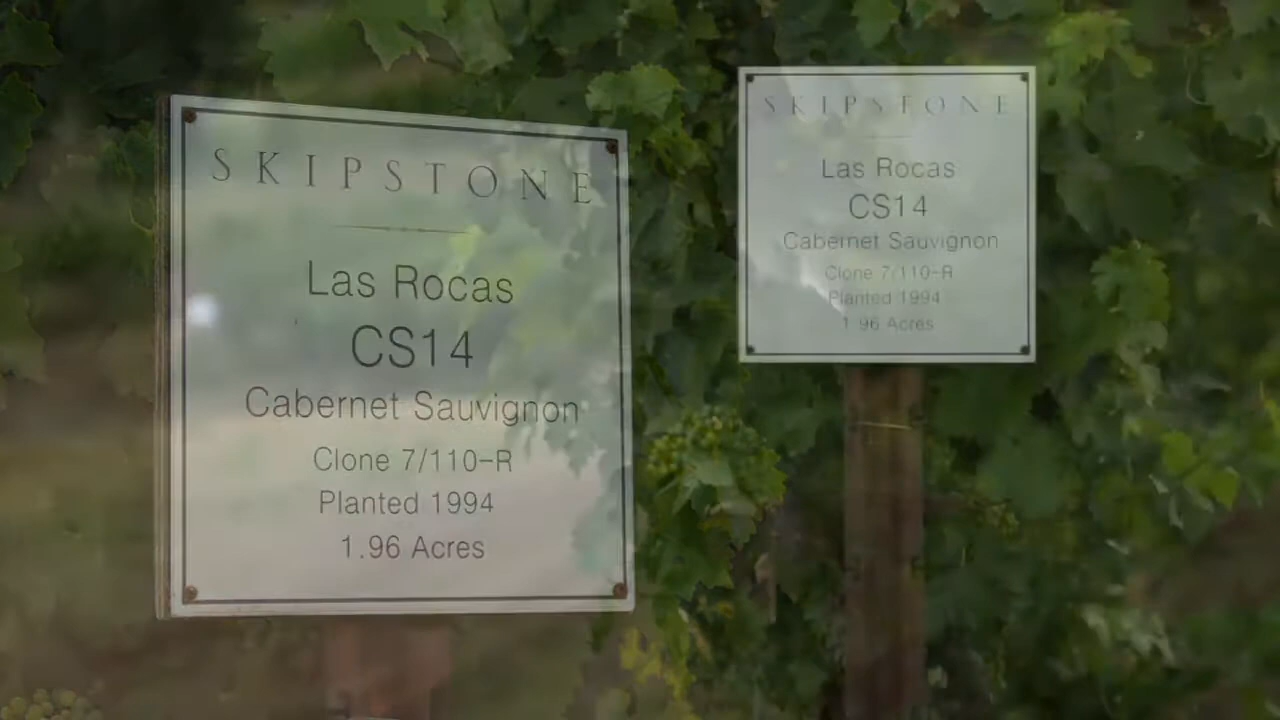 SKIPSTONE
Las Rocas
CS14
Cabernet Sauvignon
Clone 7/110-R
Planted 1994
1.96 Acres
SKIPSTONE
Las Rocas
CS14
Cabernet Sauvignon
Clone 7/110-R
Planted 1994
1.96 Acres